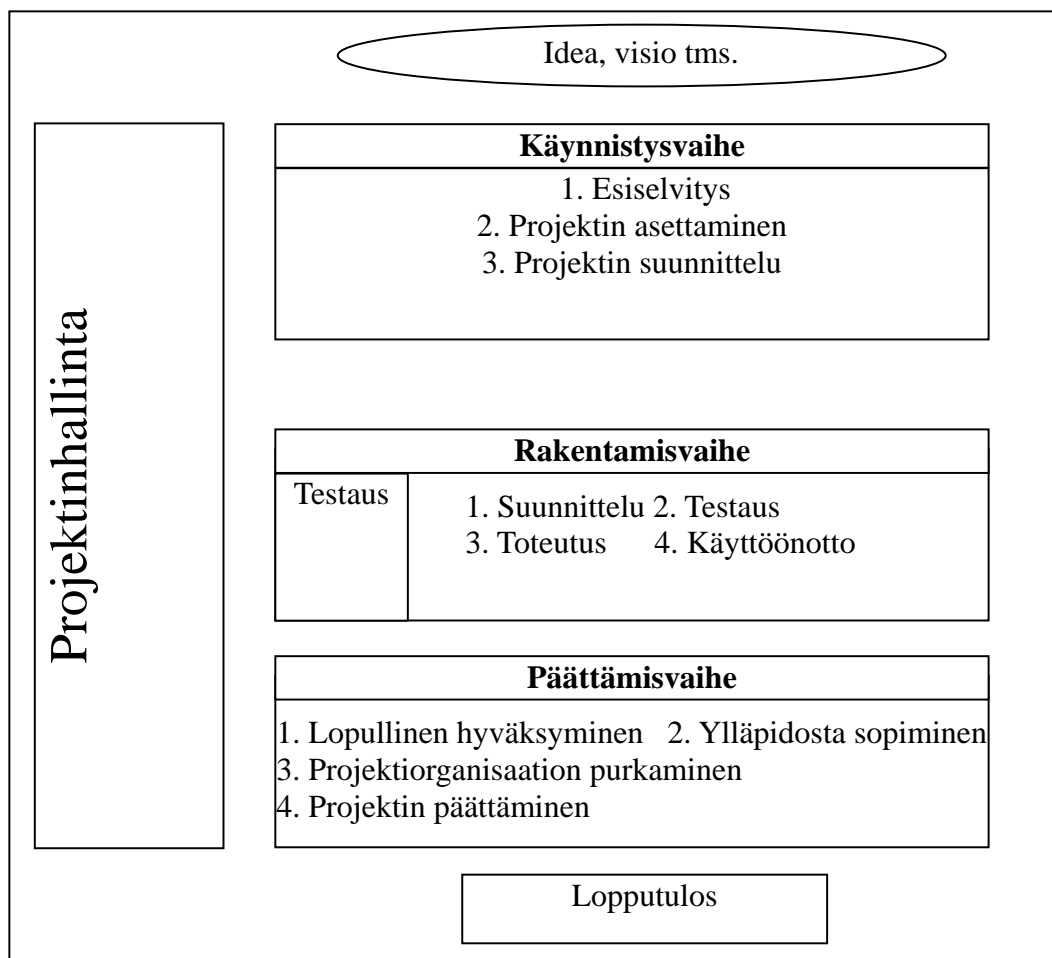 Idea, visio tms.
Projektinhallinta
Käynnistysvaihe
1. Esiselvitys
2. Projektin asettaminen
3. Projektin suunnittelu
Rakentamisvaihe
Testaus
1. Suunnittelu 2. Testaus
3. Toteutus 4. Käyttöönotto
Päättämisvaihe
1. Lopullinen hyväksyminen 2. Ylläpidosta sopiminen
3. Projektiorganisaation purkaminen
4. Projektin päättäminen
Lopputulos